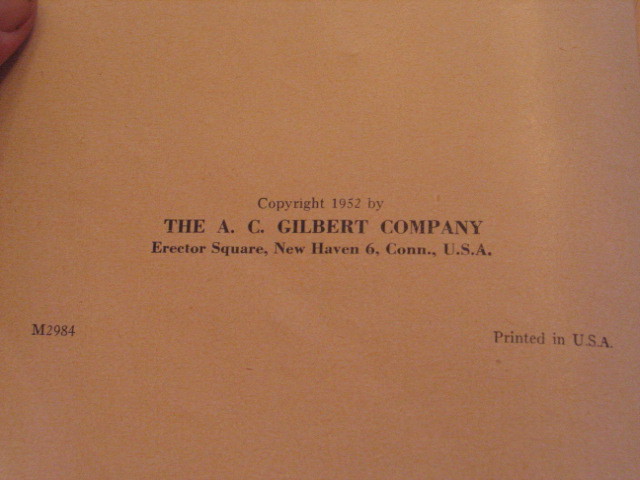 Copyright 1952 by
THE A. C. GILBERT COMPANY
Erector Square, New Haven 6, Conn., U.S.A.
M2984
Printed in U.S.A.